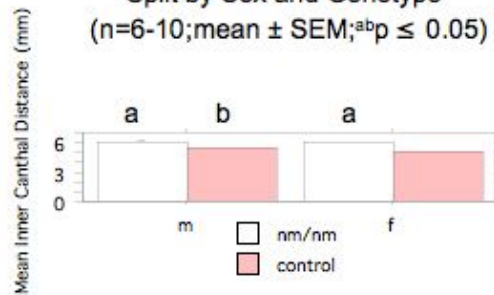 Split by Sex and Genotype
(n=6-10;mean ± SEM;ᵃᵇp ≤ 0.05)
Mean Inner Canthal Distance (mm)
a b a
6
3
0
m f
nm/nm
control